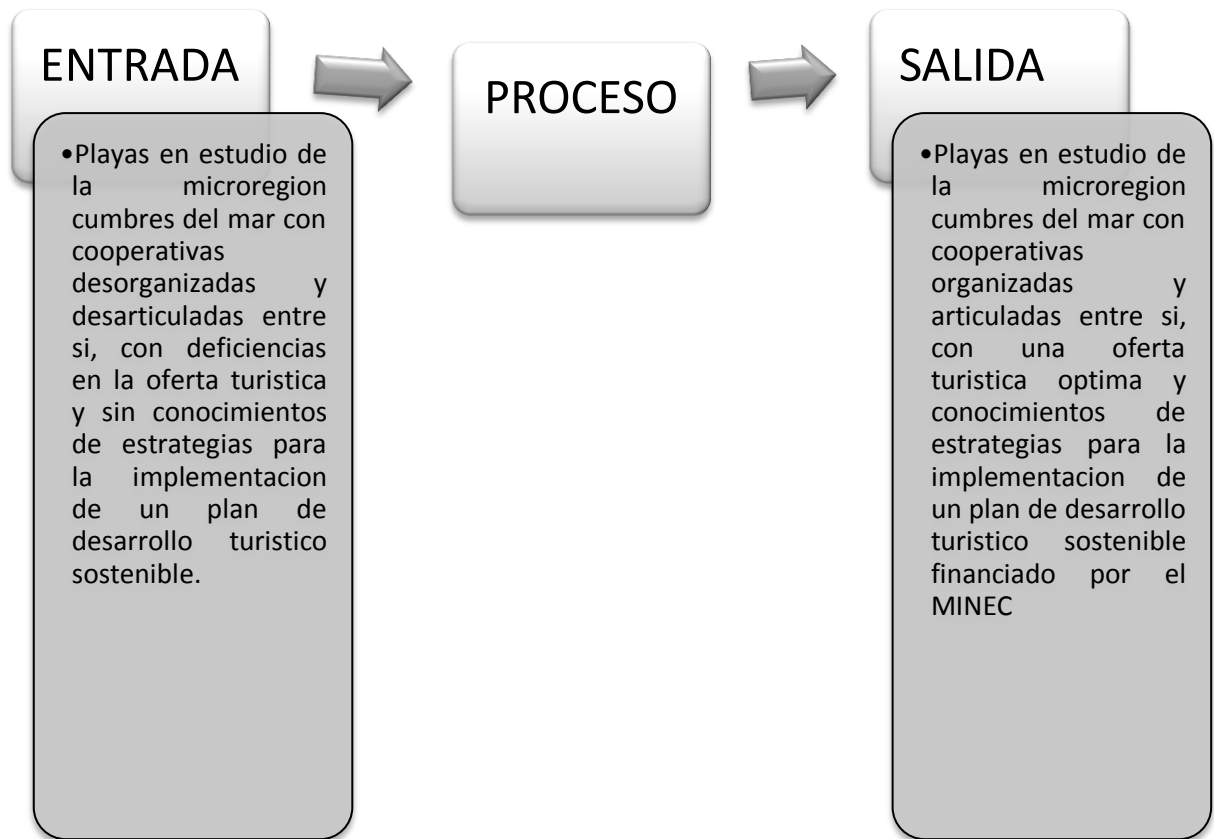 ENTRADA
•Playas en estudio de
la microregion
cumbres del mar con
cooperativas
desorganizadas y
desarticuladas entre
si, con deficiencias
en la oferta turistica
y sin conocimientos
de estrategias para
la implementacion
de un plan de
desarrollo turistico
sostenible.
PROCESO
SALIDA
•Playas en estudio de
la microregion
cumbres del mar con
cooperativas
organizadas y
articuladas entre si,
con una oferta
turistica optima y
conocimientos de
estrategias para la
implementacion de
un plan de desarrollo
turistico sostenible
financiado por el
MINEC